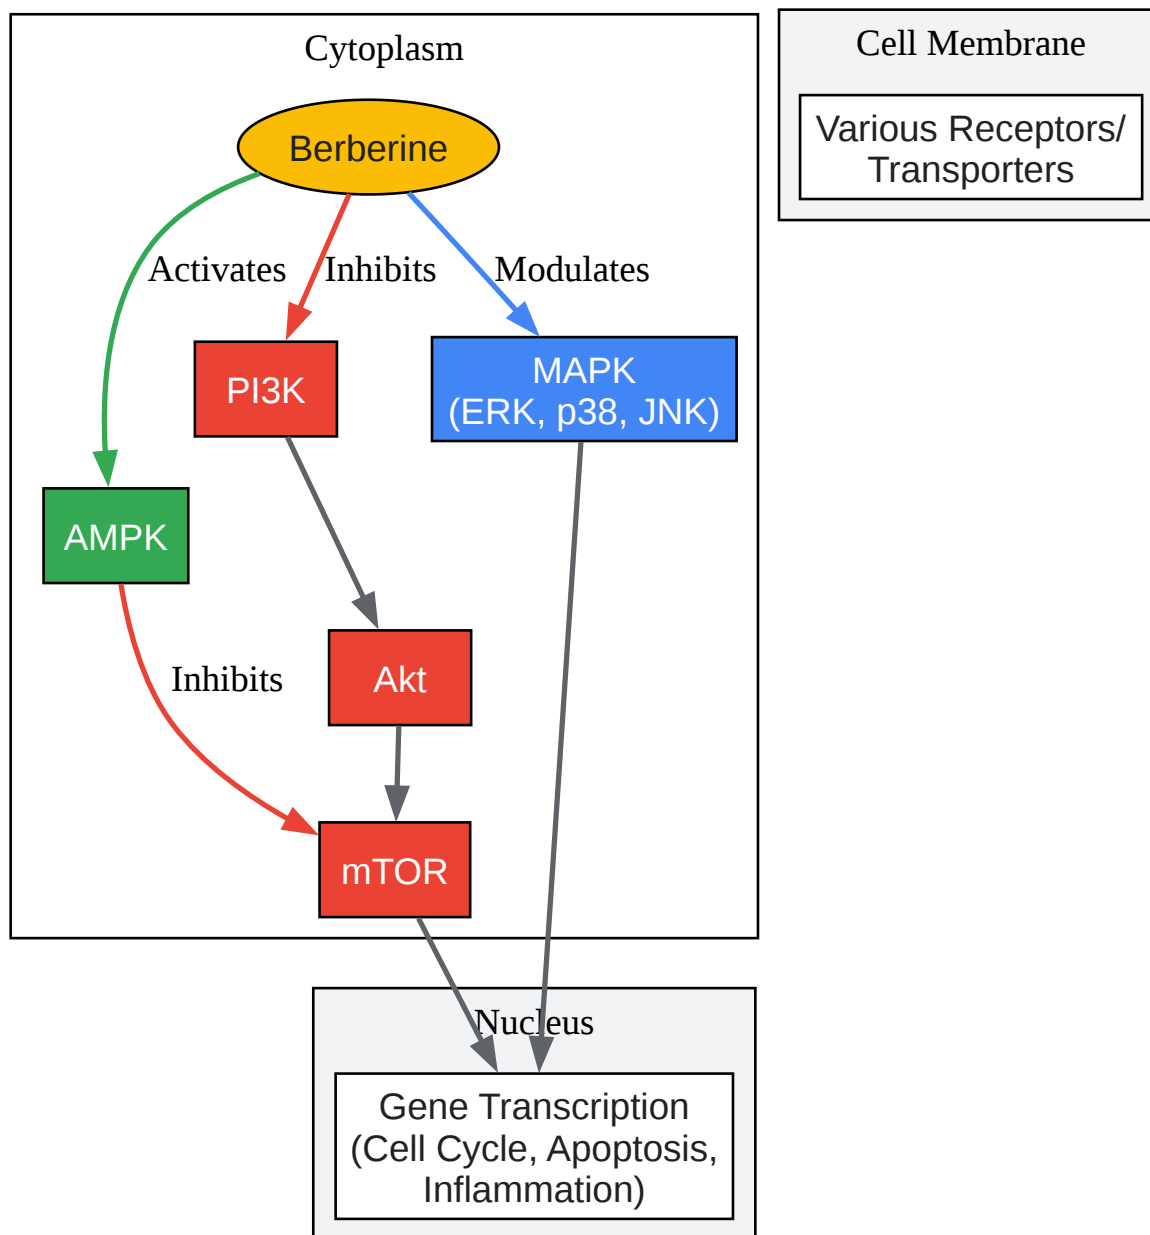 Cytoplasm
Cell Membrane
Various Receptors/
Transporters
Berberine
Activates
Inhibits
Modulates
PI3K
MAPK
(ERK, p38, JNK)
AMPK
Inhibits
Akt
mTOR
Nucleus
Gene Transcription
(Cell Cycle, Apoptosis,
Inflammation)